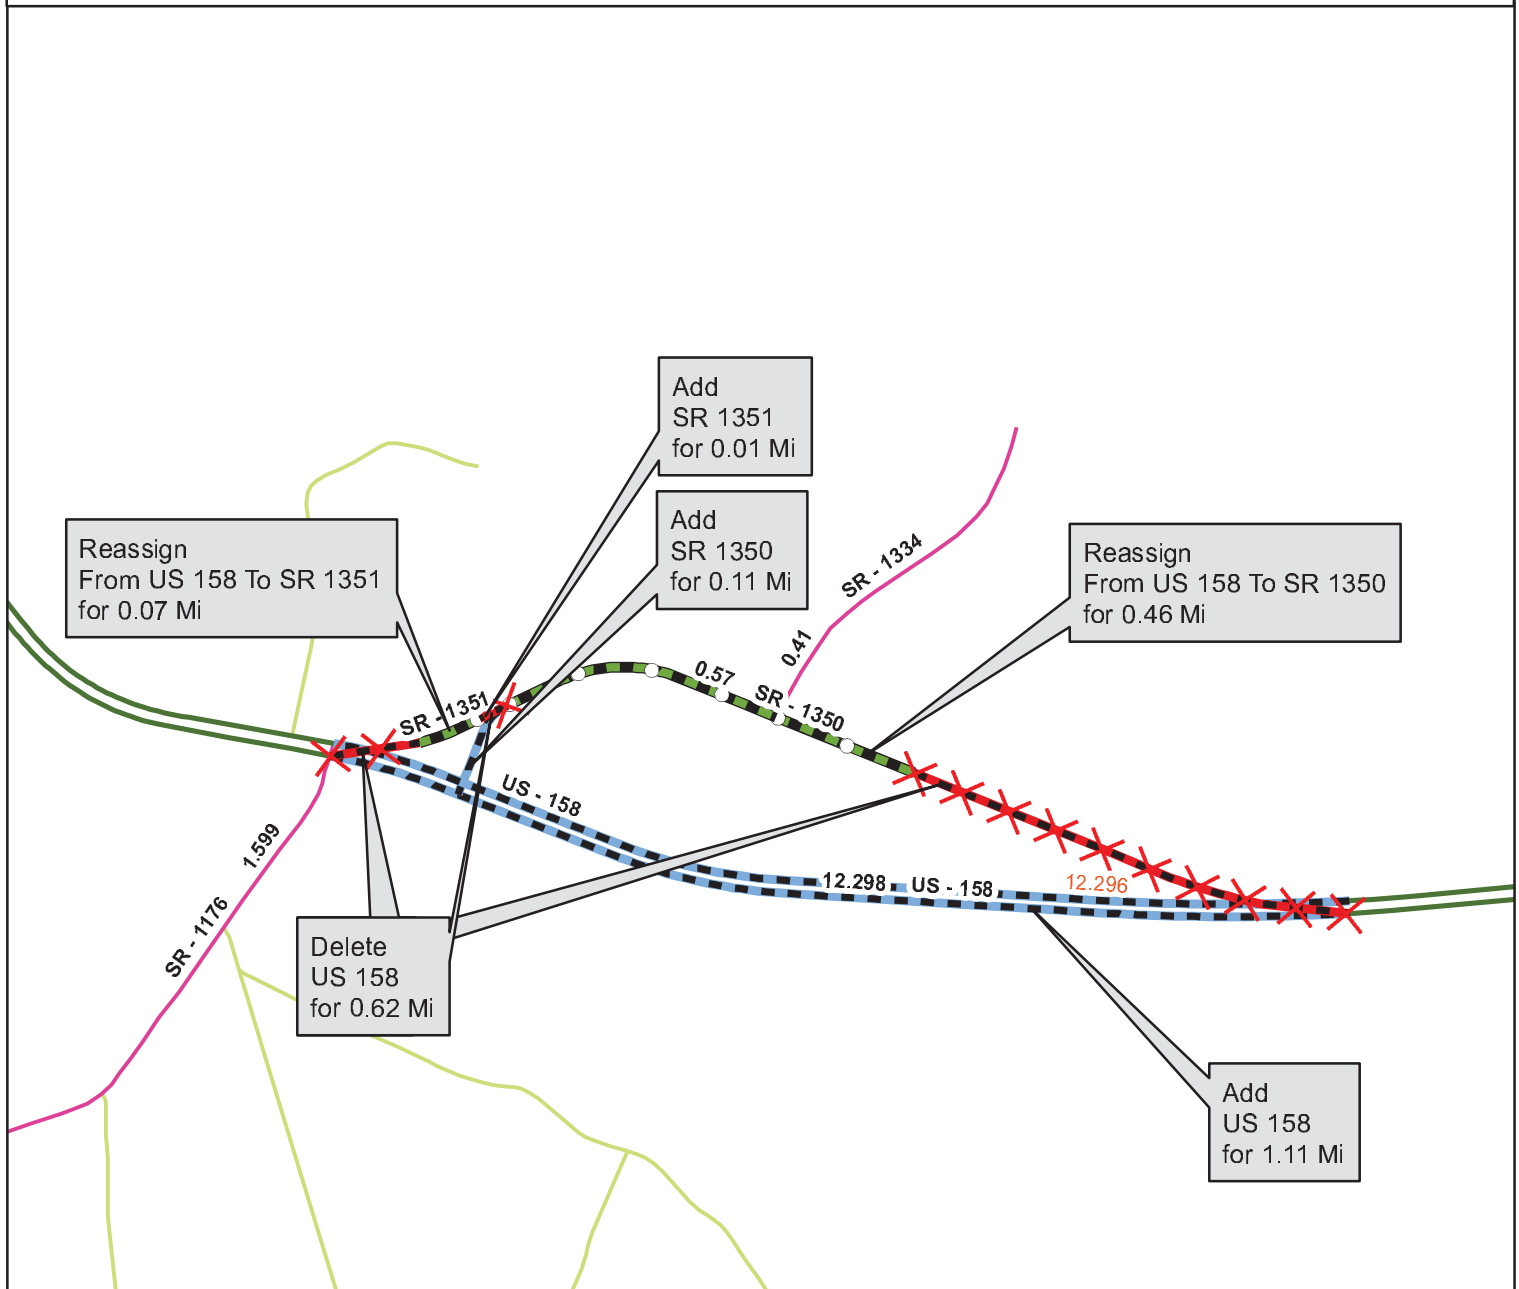 Add
SR 1351
for 0.01 Mi
Add
SR 1350
for 0.11 Mi
Reassign
From US 158 To SR 1351
for 0.07 Mi
Reassign
From US 158 To SR 1350
for 0.46 Mi
SR - 1334
0.41
0.57
SR - 1350
SR - 1351
US - 158
12.298
US - 158
12.296
1.599
SR - 1176
Delete
US 158
for 0.62 Mi
Add
US 158
for 1.11 Mi